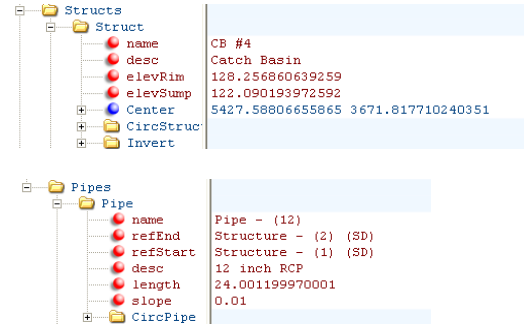 Structs
Struct
name CB #4
desc Catch Basin
elevRim 128.256860639259
elevSump 122.090193972592
Center 5427.58806655865 3671.817710240351
CircStruc
Invert
Pipes
Pipe
name Pipe - (12)
refEnd Structure - (2) (SD)
refStart Structure - (1) (SD)
desc 12 inch RCP
length 24.001199970001
slope 0.01
CircPipe